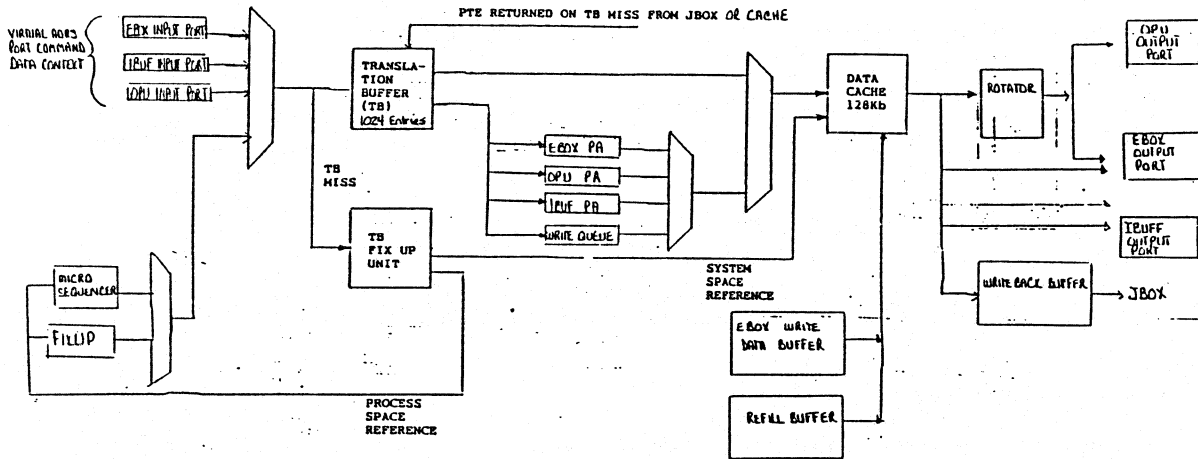 PTE RETURNED ON TB MISS FROM JBOX OR CACHE
VIRTUAL ADRS
PORT COMMAND
DATA CONTEXT
EBX INPUT PORT
IBUF INPUT PORT
OPU INPUT PORT
TRANSLA-
TION
BUFFER
(TB)
1024 Entries
TB
MISS
EBOX PA
OPU PA
IBUF PA
WRITE QUEUE
TB
FIX UP
UNIT
MICRO
SEQUENCER
FIXUP
PROCESS
SPACE
REFERENCE
SYSTEM
SPACE
REFERENCE
DATA
CACHE
128Kb
EBOX WRITE
DATA BUFFER
REFILL BUFFER
ROTATOR
OPU
OUTPUT
PORT
EBOX
OUTPUT
PORT
IBUFF
OUTPUT
PORT
WRITE BACK BUFFER
JBOX